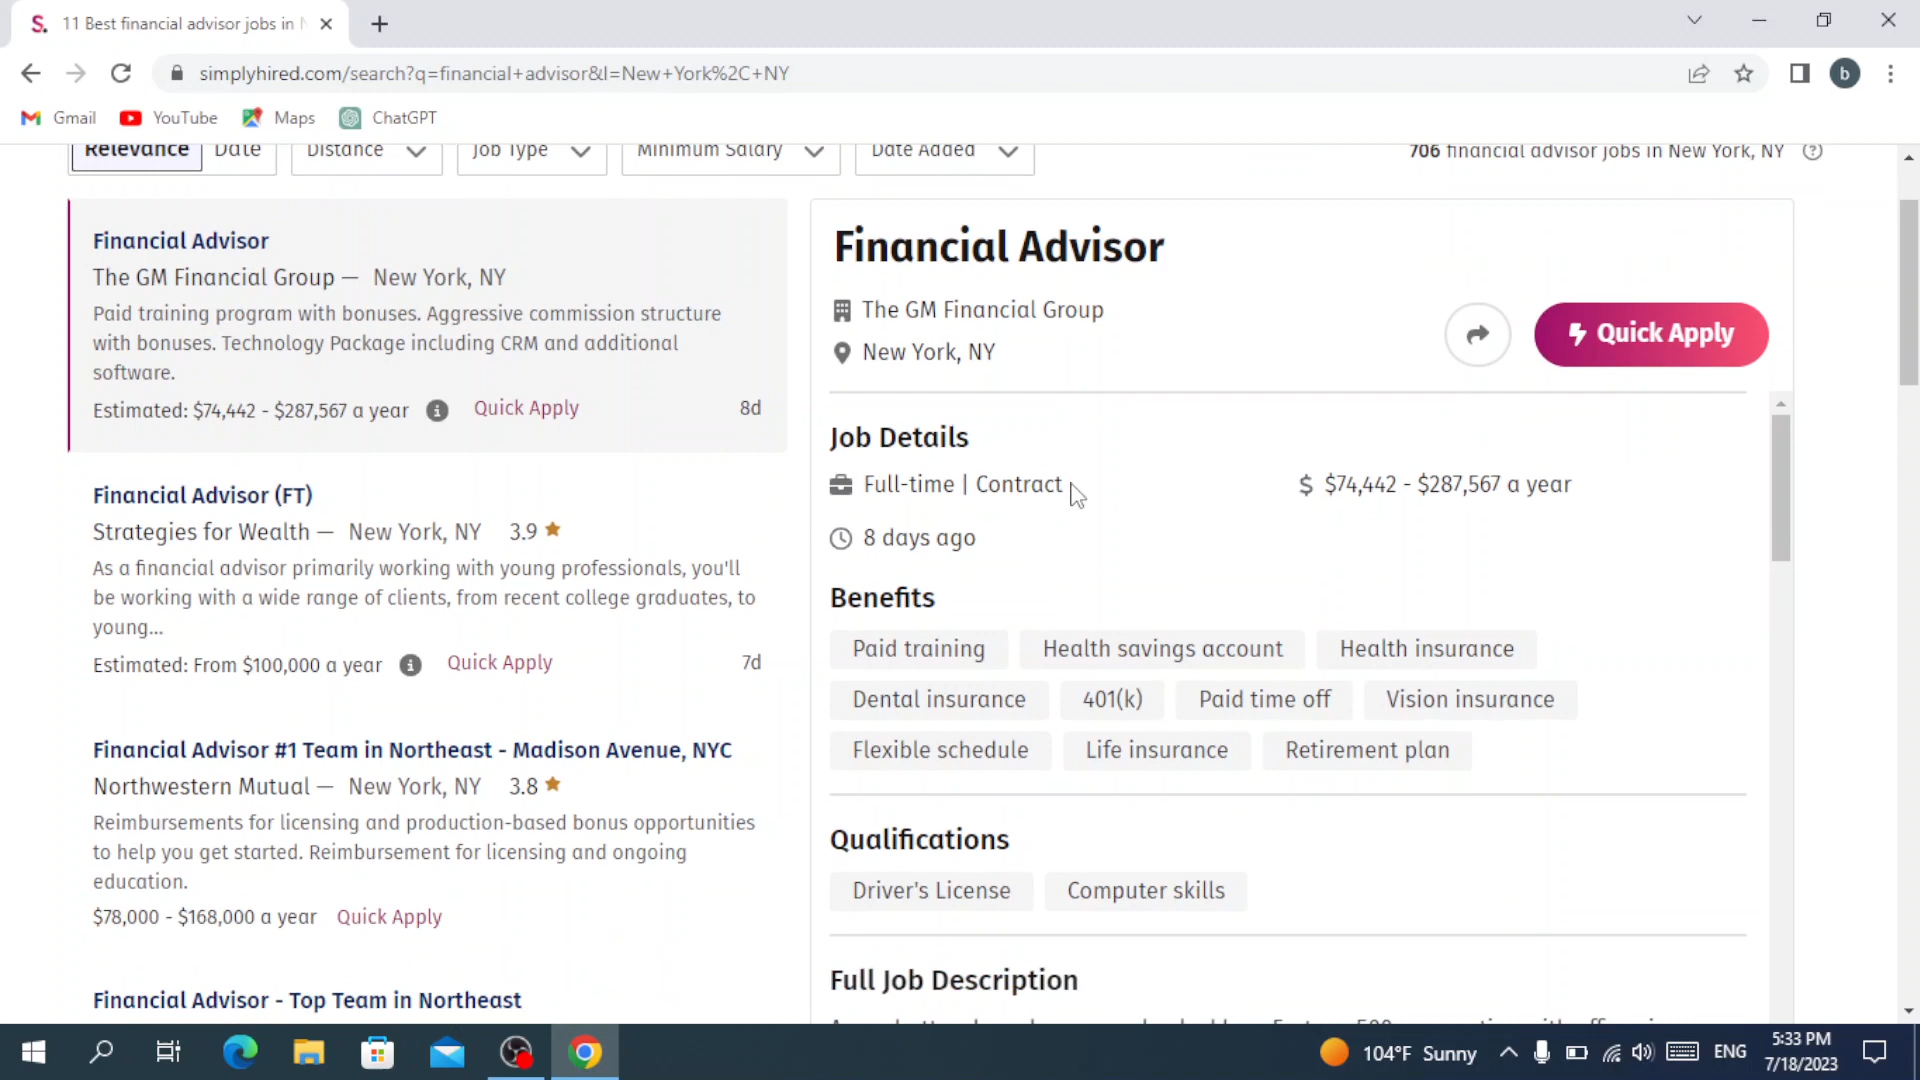 11 Best financial advisor jobs in N
simplyhired.com/search?q=financial+advisor&l=New+York%2C+NY
b
Gmail YouTube Maps ChatGPT
Relevance Date Distance Job Type Minimum Salary Date Added
706 financial advisor jobs in New York, NY
Financial Advisor
The GM Financial Group — New York, NY
Paid training program with bonuses. Aggressive commission structure
with bonuses. Technology Package including CRM and additional
software.
Estimated: $74,442 - $287,567 a year Quick Apply 8d
Financial Advisor (FT)
Strategies for Wealth — New York, NY 3.9
As a financial advisor primarily working with young professionals, you'll
be working with a wide range of clients, from recent college graduates, to
young...
Estimated: From $100,000 a year Quick Apply 7d
Financial Advisor #1 Team in Northeast - Madison Avenue, NYC
Northwestern Mutual — New York, NY 3.8
Reimbursements for licensing and production-based bonus opportunities
to help you get started. Reimbursement for licensing and ongoing
education.
$78,000 - $168,000 a year Quick Apply
Financial Advisor - Top Team in Northeast
Financial Advisor
The GM Financial Group
New York, NY
Quick Apply
Job Details
Full-time | Contract
$74,442 - $287,567 a year
8 days ago
Benefits
Paid training Health savings account Health insurance
Dental insurance 401(k) Paid time off Vision insurance
Flexible schedule Life insurance Retirement plan
Qualifications
Driver's License Computer skills
Full Job Description
104°F Sunny ENG 5:33 PM
7/18/2023